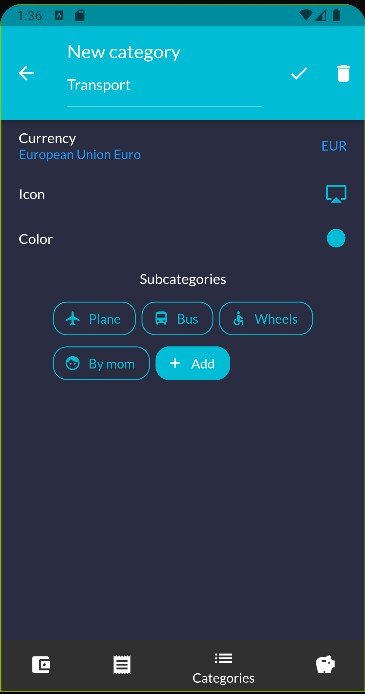 1:36
New category
Transport
Currency
European Union Euro
EUR
Icon
Color
Subcategories
Plane
Bus
Wheels
By mom
Add
Categories